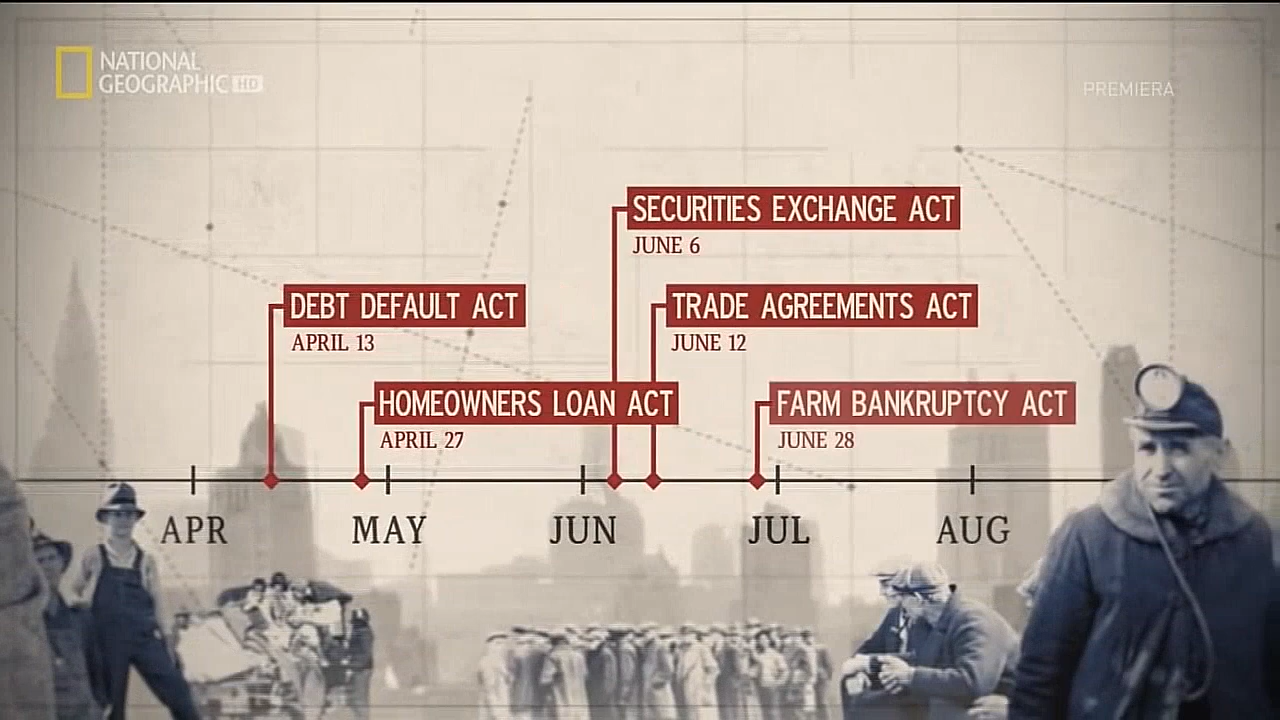 NATIONAL
GEOGRAPHIC HD
PREMIERA
SECURITIES EXCHANGE ACT
JUNE 6
DEBT DEFAULT ACT
APRIL 13
TRADE AGREEMENTS ACT
JUNE 12
HOMEOWNERS LOAN ACT
APRIL 27
FARM BANKRUPTCY ACT
JUNE 28
APR
MAY
JUN
JUL
AUG